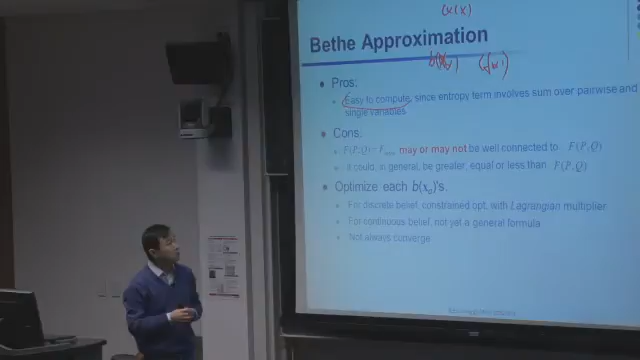 Bethe Approximation
Pros:
Easy to compute, since entropy term involves sum over pairwise and
single variables
Cons:
may or may not be well connected to F(P,Q)
It could, in general, be greater, equal or less than F(P,Q)
Optimize each b(xₐ)'s.
For discrete belief, constrained opt. with Lagrangian multiplier
For continuous belief, not yet a general formula
Not always converge